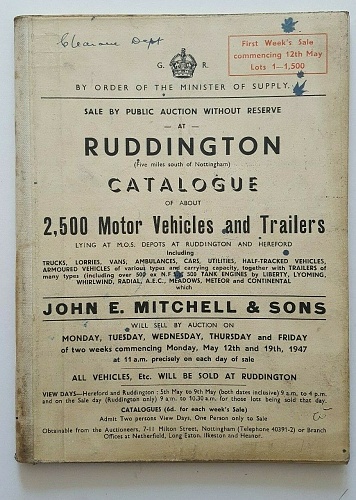 Clearance Dept
First Week's Sale
commencing 12th May
Lots 1—1,500
G. R.
BY ORDER OF THE MINISTER OF SUPPLY.
SALE BY PUBLIC AUCTION WITHOUT RESERVE
— AT —
RUDDINGTON
(Five miles south of Nottingham)
CATALOGUE
OF ABOUT
2,500 Motor Vehicles and Trailers
LYING AT M.O.S. DEPOTS AT RUDDINGTON AND HEREFORD
including
TRUCKS, LORRIES, VANS, AMBULANCES, CARS, UTILITIES, HALF-TRACKED VEHICLES,
ARMOURED VEHICLES of various types and carrying capacity, together with TRAILERS of
many types (including over 500 ex N.F.S. 500 TANK ENGINES by LIBERTY, LYOMING,
WHIRLWIND, RADIAL, A.E.C., MEADOWS, METEOR and CONTINENTAL
which
JOHN E. MITCHELL & SONS
WILL SELL BY AUCTION ON
MONDAY, TUESDAY, WEDNESDAY, THURSDAY and FRIDAY
of two weeks commencing Monday, May 12th and 19th, 1947
at 11 a.m. precisely on each day of sale
ALL VEHICLES, Etc. WILL BE SOLD AT RUDDINGTON
VIEW DAYS—Hereford and Ruddington: 5th May to 9th May (both dates inclusive) 9 a.m. to 4 p.m.
and on the Sale day (Ruddington only) 9 a.m. to 10.30 a.m. for those lots being sold that day.
CATALOGUES (6d. for each week's Sale)
Admit Two persons View Days, One Person only to Sale
Obtainable from the Auctioneers, 7-11 Milton Street, Nottingham (Telephone 40391-2) or Branch
Offices at Netherfield, Long Eaton, Ilkeston and Heanor.